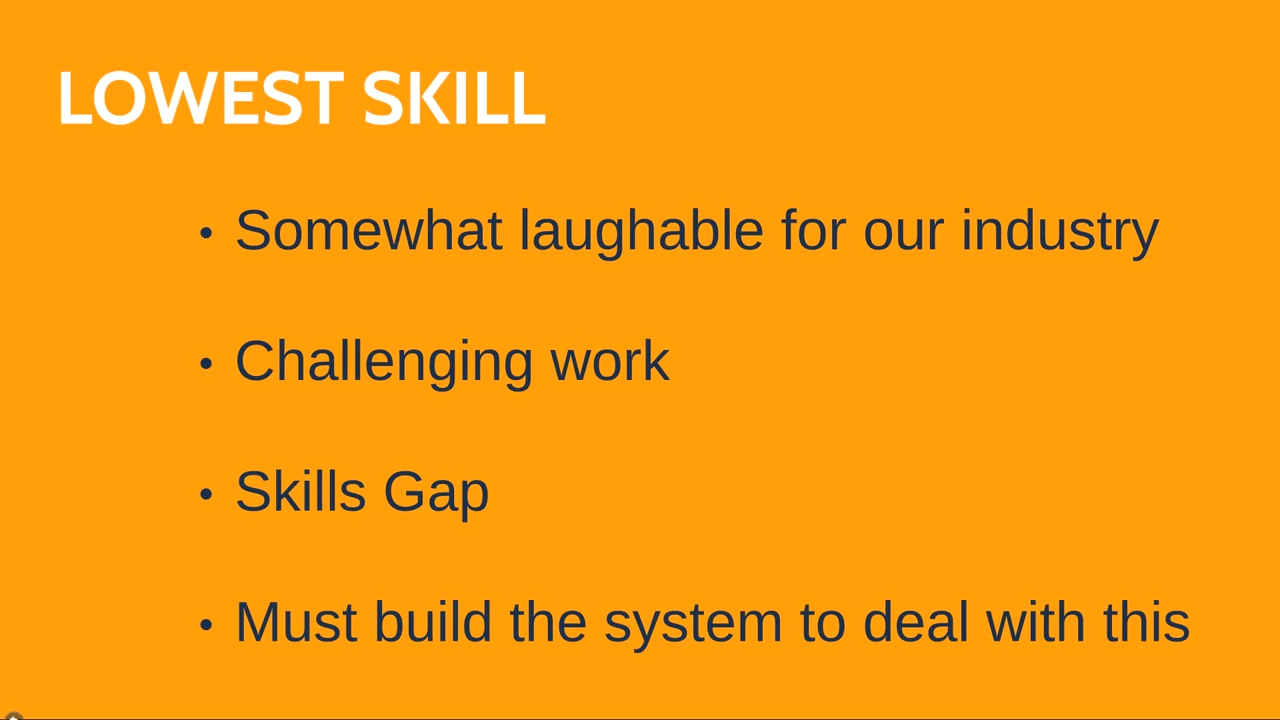 LOWEST SKILL
• Somewhat laughable for our industry
• Challenging work
• Skills Gap
• Must build the system to deal with this